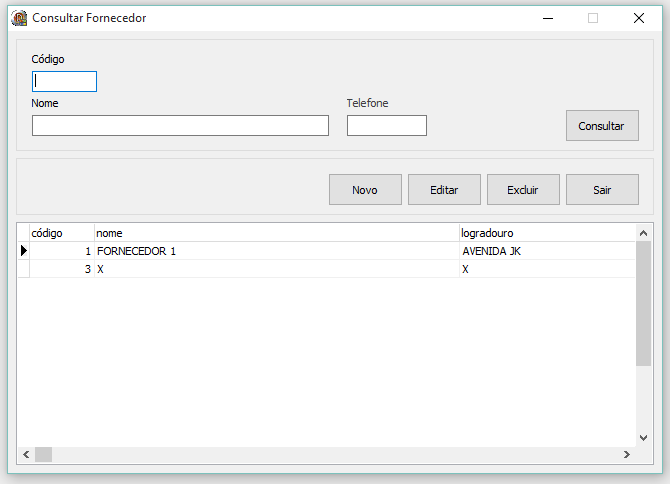 Consultar Fornecedor
Código
Nome Telefone
Consultar
Novo Editar Excluir Sair
código nome logradouro
1 FORNECEDOR 1 AVENIDA JK
3 X X